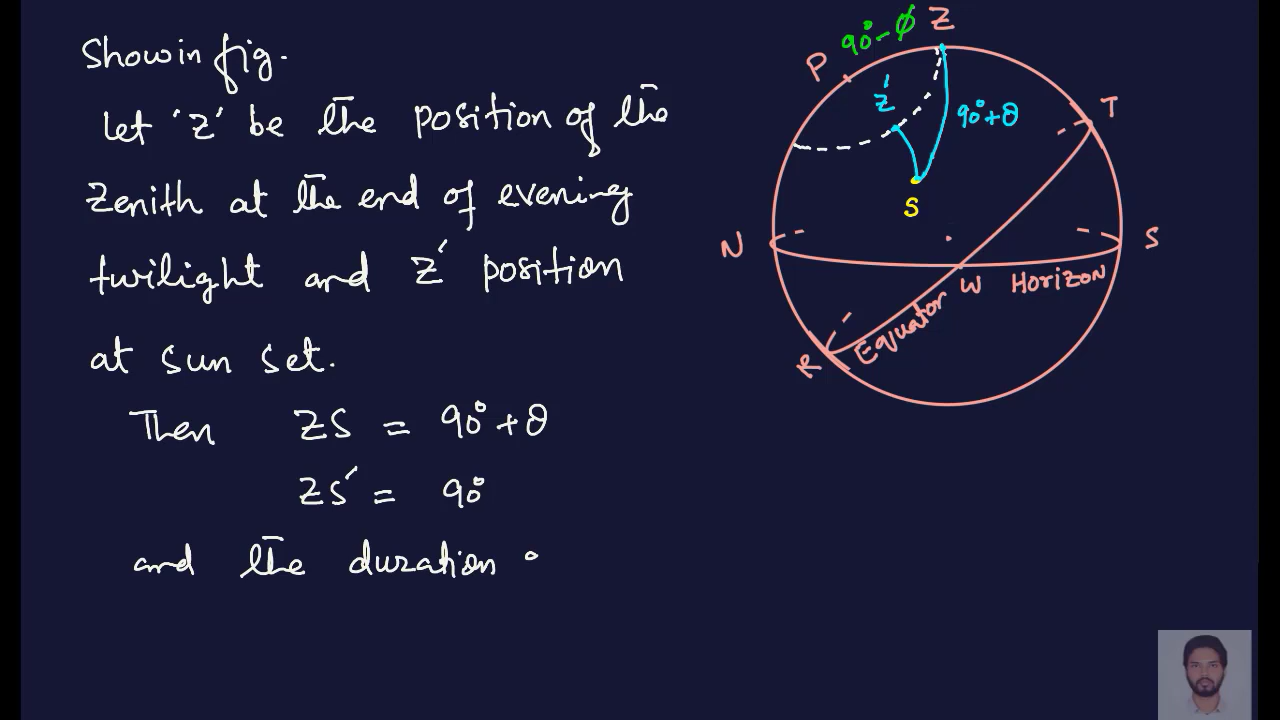 Show in fig.
Let 'Z' be the position of the
Zenith at the end of evening
twilight and Z′ position
at sun set.
Then ZS = 90° + θ
ZS′ = 90°
and the duration o
P
90°-ϕ
Z
Z′
90°+θ
T
S
N
S
W
Horizon
Equator
R